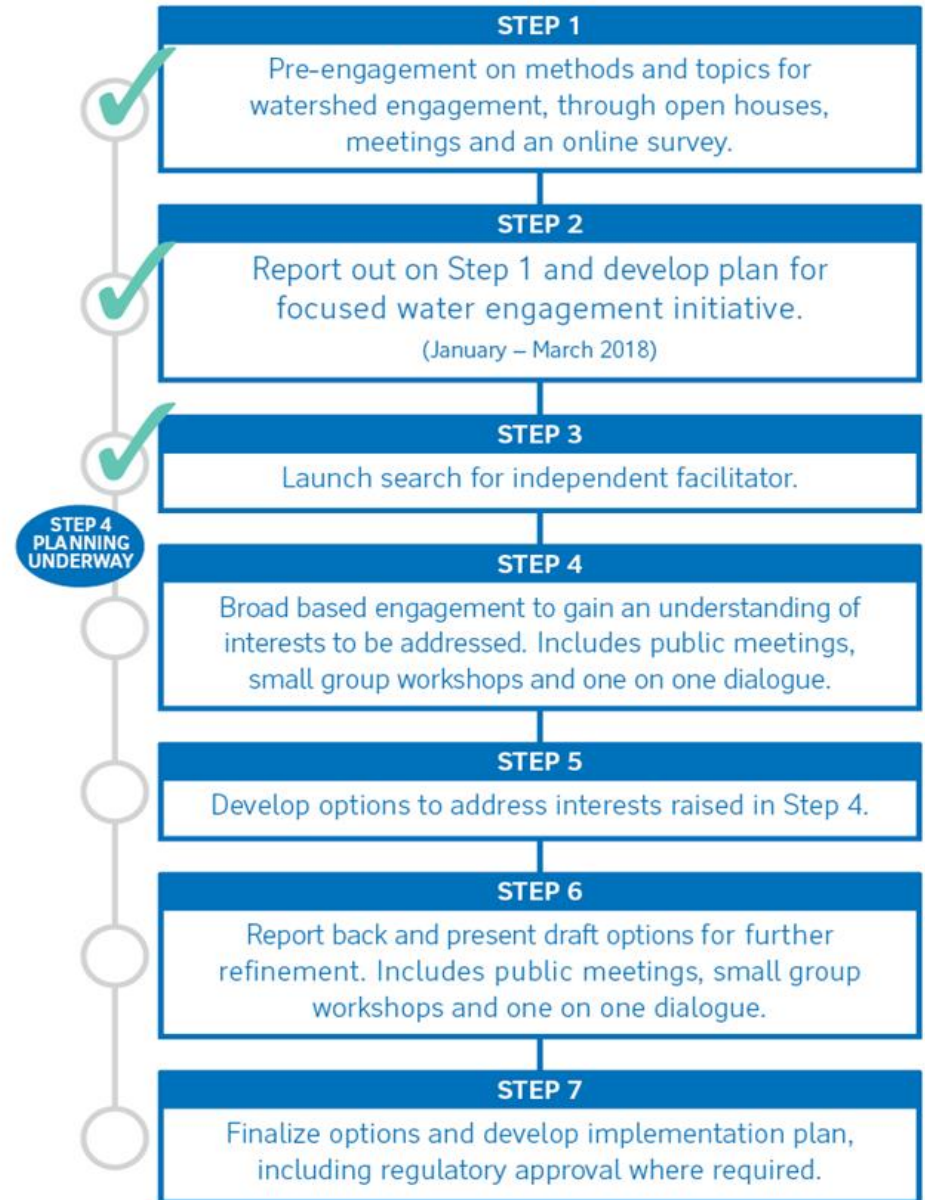 STEP 1
Pre-engagement on methods and topics for
watershed engagement, through open houses,
meetings and an online survey.
STEP 2
Report out on Step 1 and develop plan for
focused water engagement initiative.
(January – March 2018)
STEP 3
Launch search for independent facilitator.
STEP 4
PLANNING
UNDERWAY
STEP 4
Broad based engagement to gain an understanding of
interests to be addressed. Includes public meetings,
small group workshops and one on one dialogue.
STEP 5
Develop options to address interests raised in Step 4.
STEP 6
Report back and present draft options for further
refinement. Includes public meetings, small group
workshops and one on one dialogue.
STEP 7
Finalize options and develop implementation plan,
including regulatory approval where required.